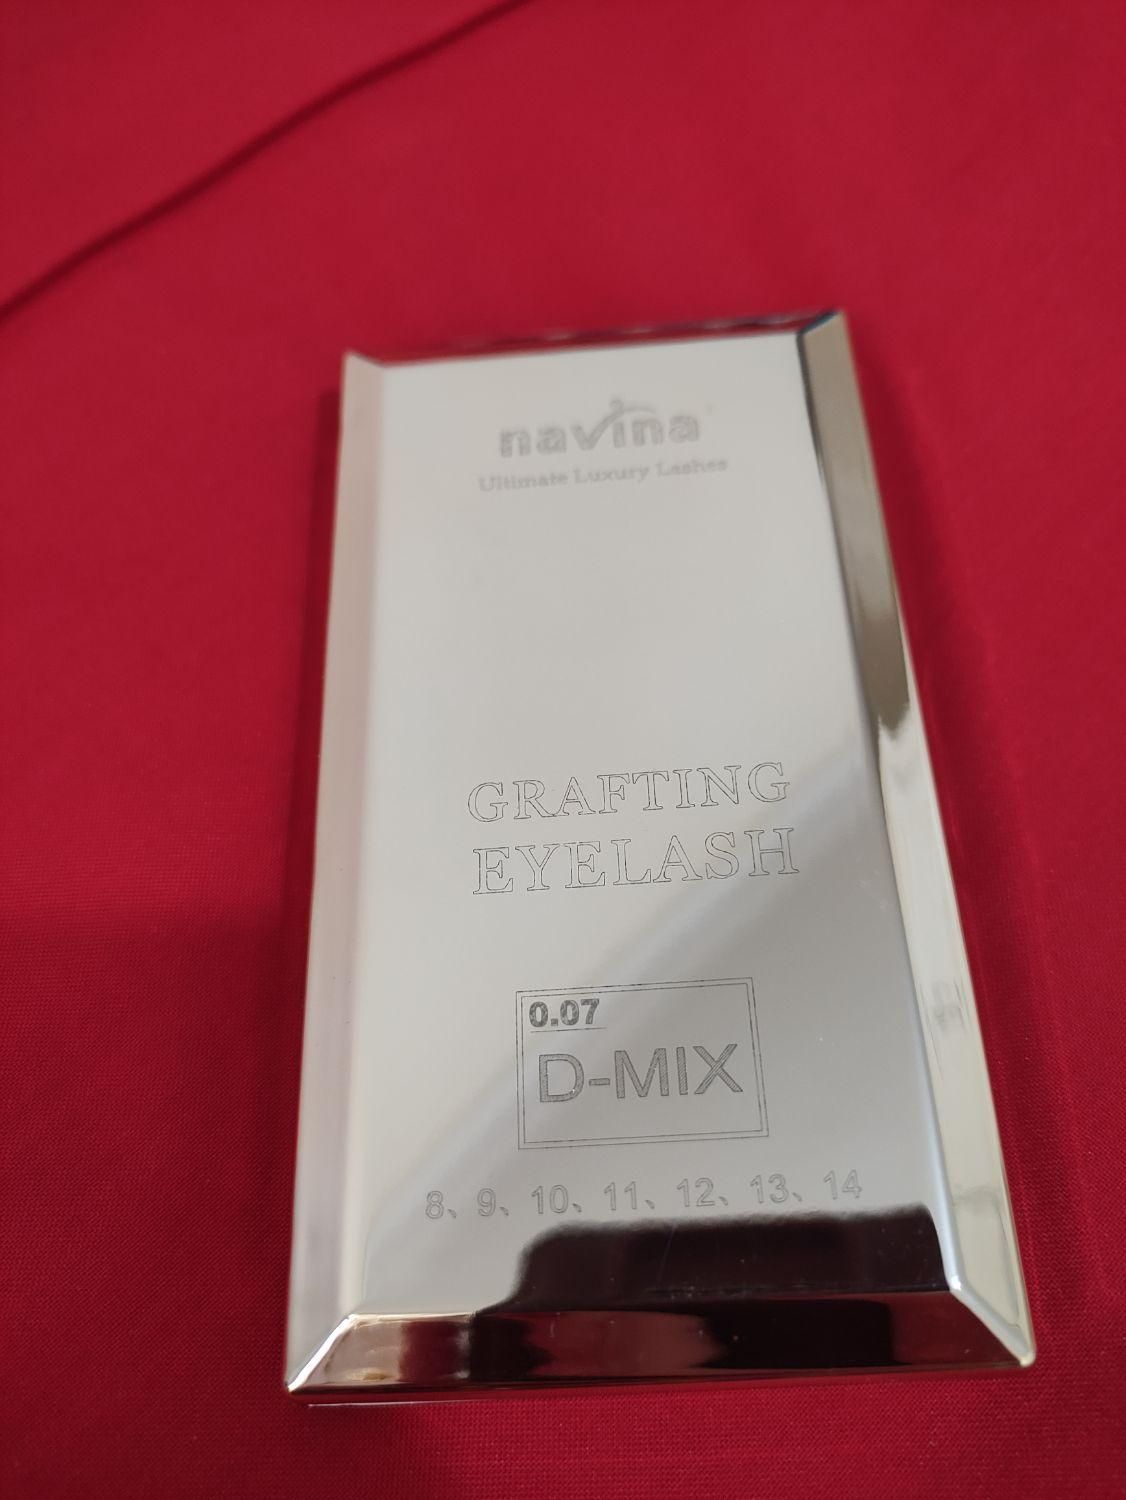 navina
Ultimate Luxury Lashes
GRAFTING
EYELASH
0.07
D-MIX
8、9、10、11、12、13、14